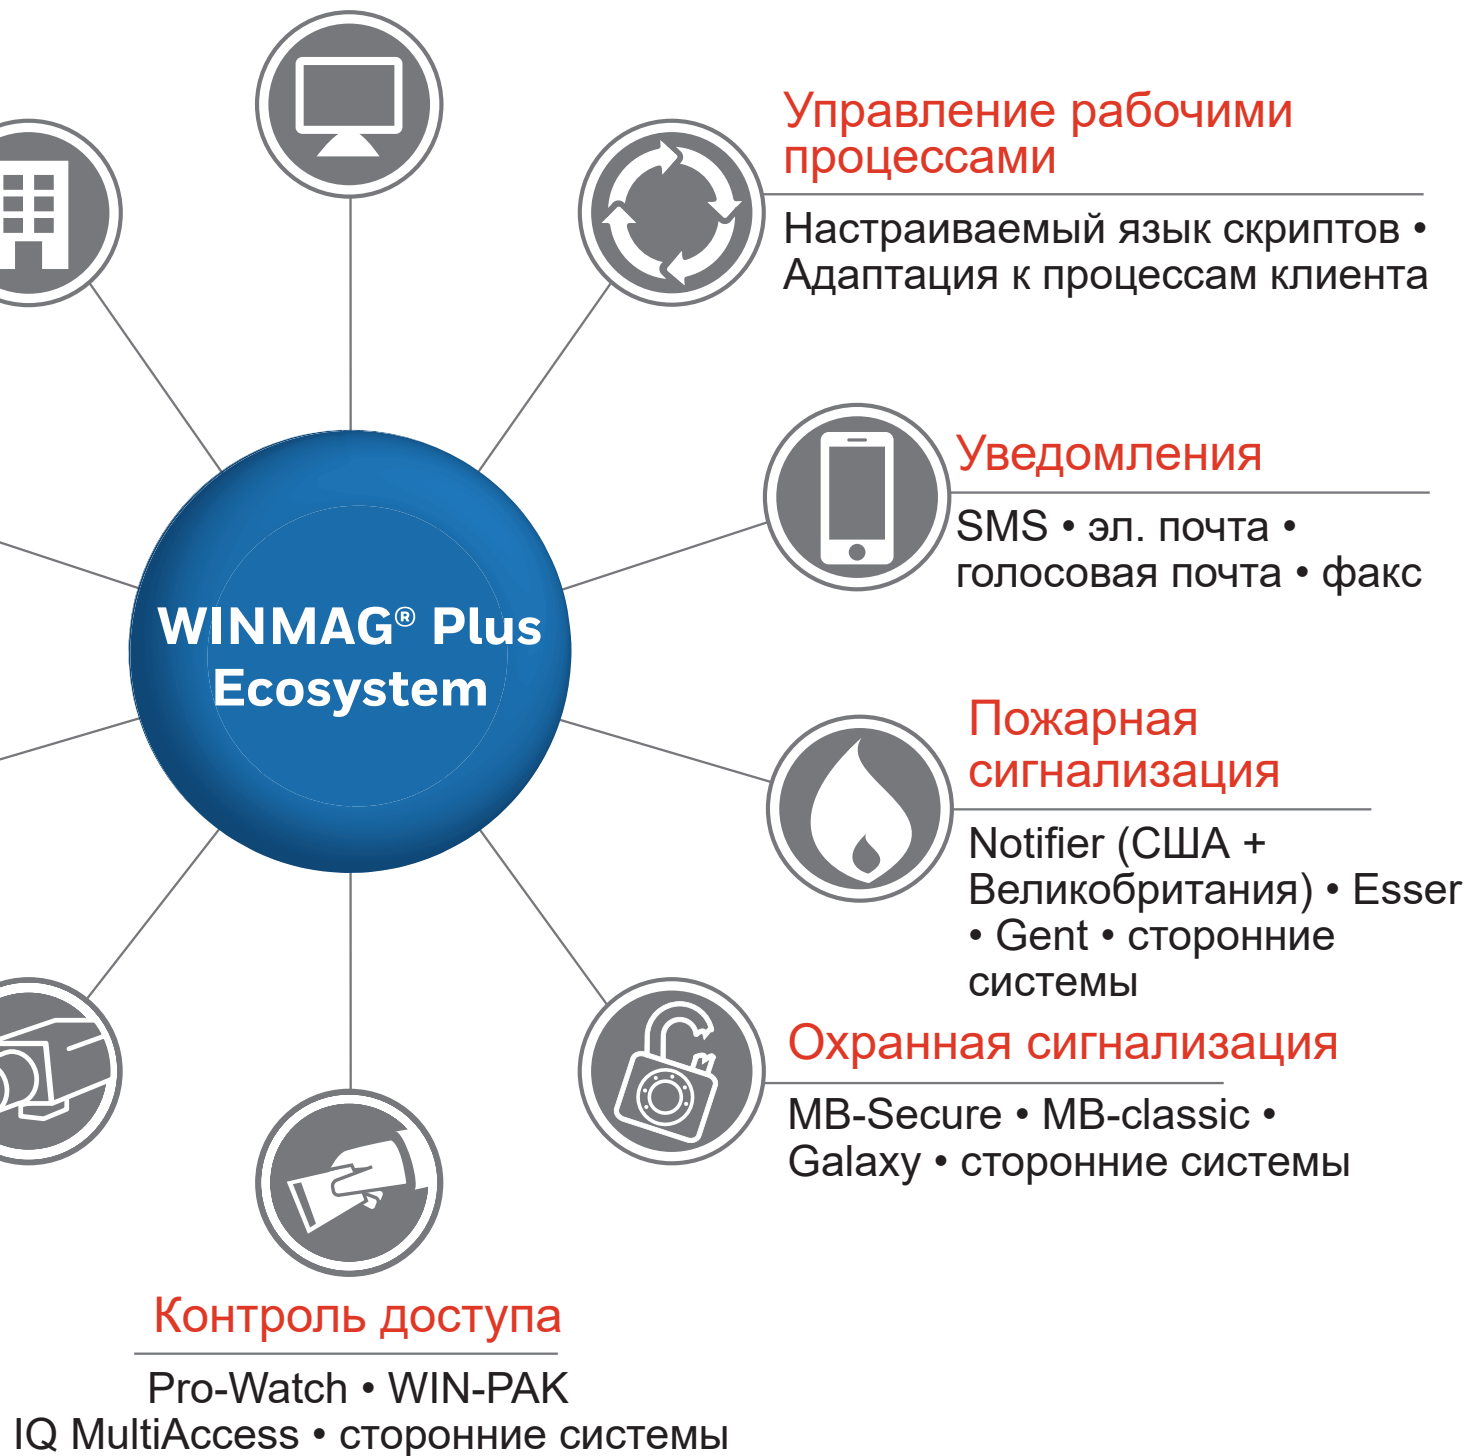 Управление рабочими
процессами
Настраиваемый язык скриптов •
Адаптация к процессам клиента
Уведомления
SMS • эл. почта •
голосовая почта • факс
WINMAG® Plus
Ecosystem
Пожарная
сигнализация
Notifier (США +
Великобритания) • Esser
• Gent • сторонние
системы
Охранная сигнализация
MB-Secure • MB-classic •
Galaxy • сторонние системы
Контроль доступа
Pro-Watch • WIN-PAK
IQ MultiAccess • сторонние системы